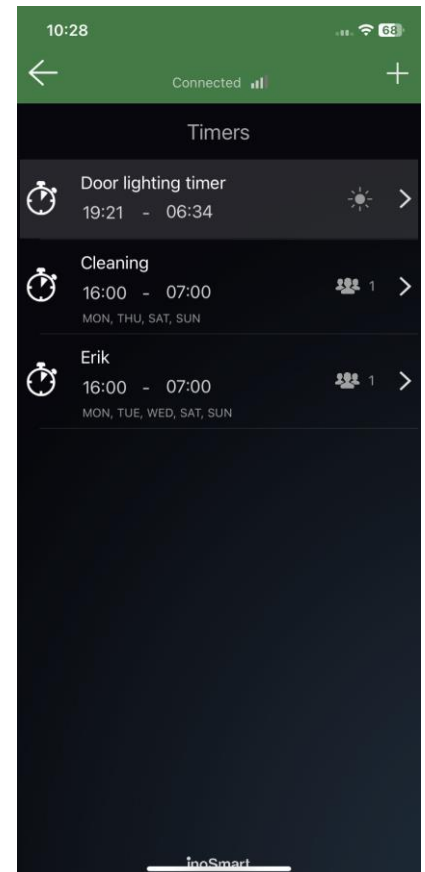 10:28
68
Connected
Timers
Door lighting timer
19:21 - 06:34
Cleaning
16:00 - 07:00
1
MON, THU, SAT, SUN
Erik
16:00 - 07:00
1
MON, TUE, WED, SAT, SUN
inoSmart